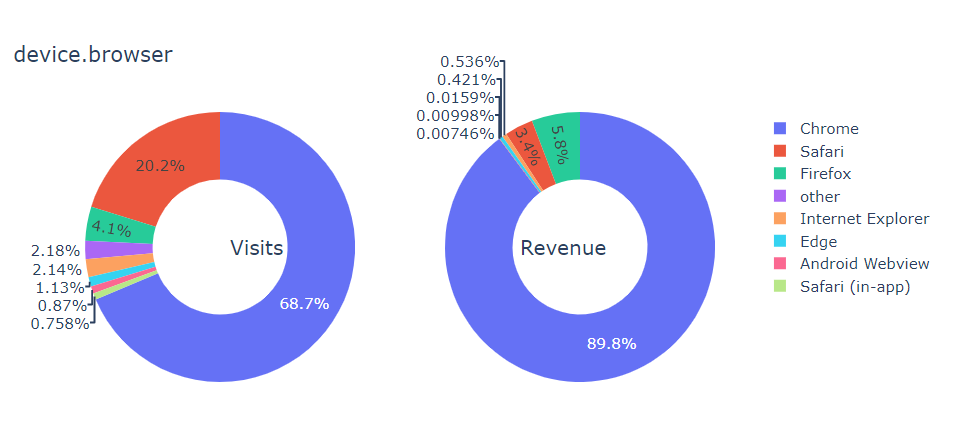 device.browser
20.2%
4.1%
2.18%
2.14%
1.13%
0.87%
0.758%
68.7%
Visits
0.536%
0.421%
0.0159%
0.00998%
0.00746%
3.4%
5.8%
89.8%
Revenue
Chrome
Safari
Firefox
other
Internet Explorer
Edge
Android Webview
Safari (in-app)